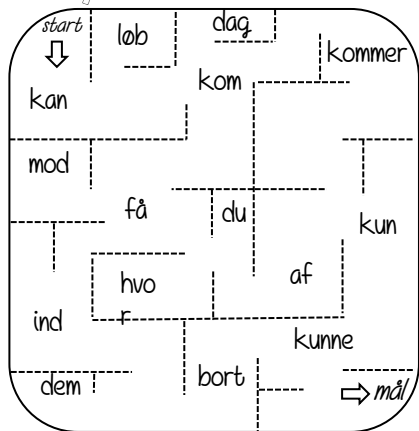 start
løb
dag
kommer
kan
kom
mod
få
du
kun
hvo
r
af
ind
kunne
dem
bort
mål